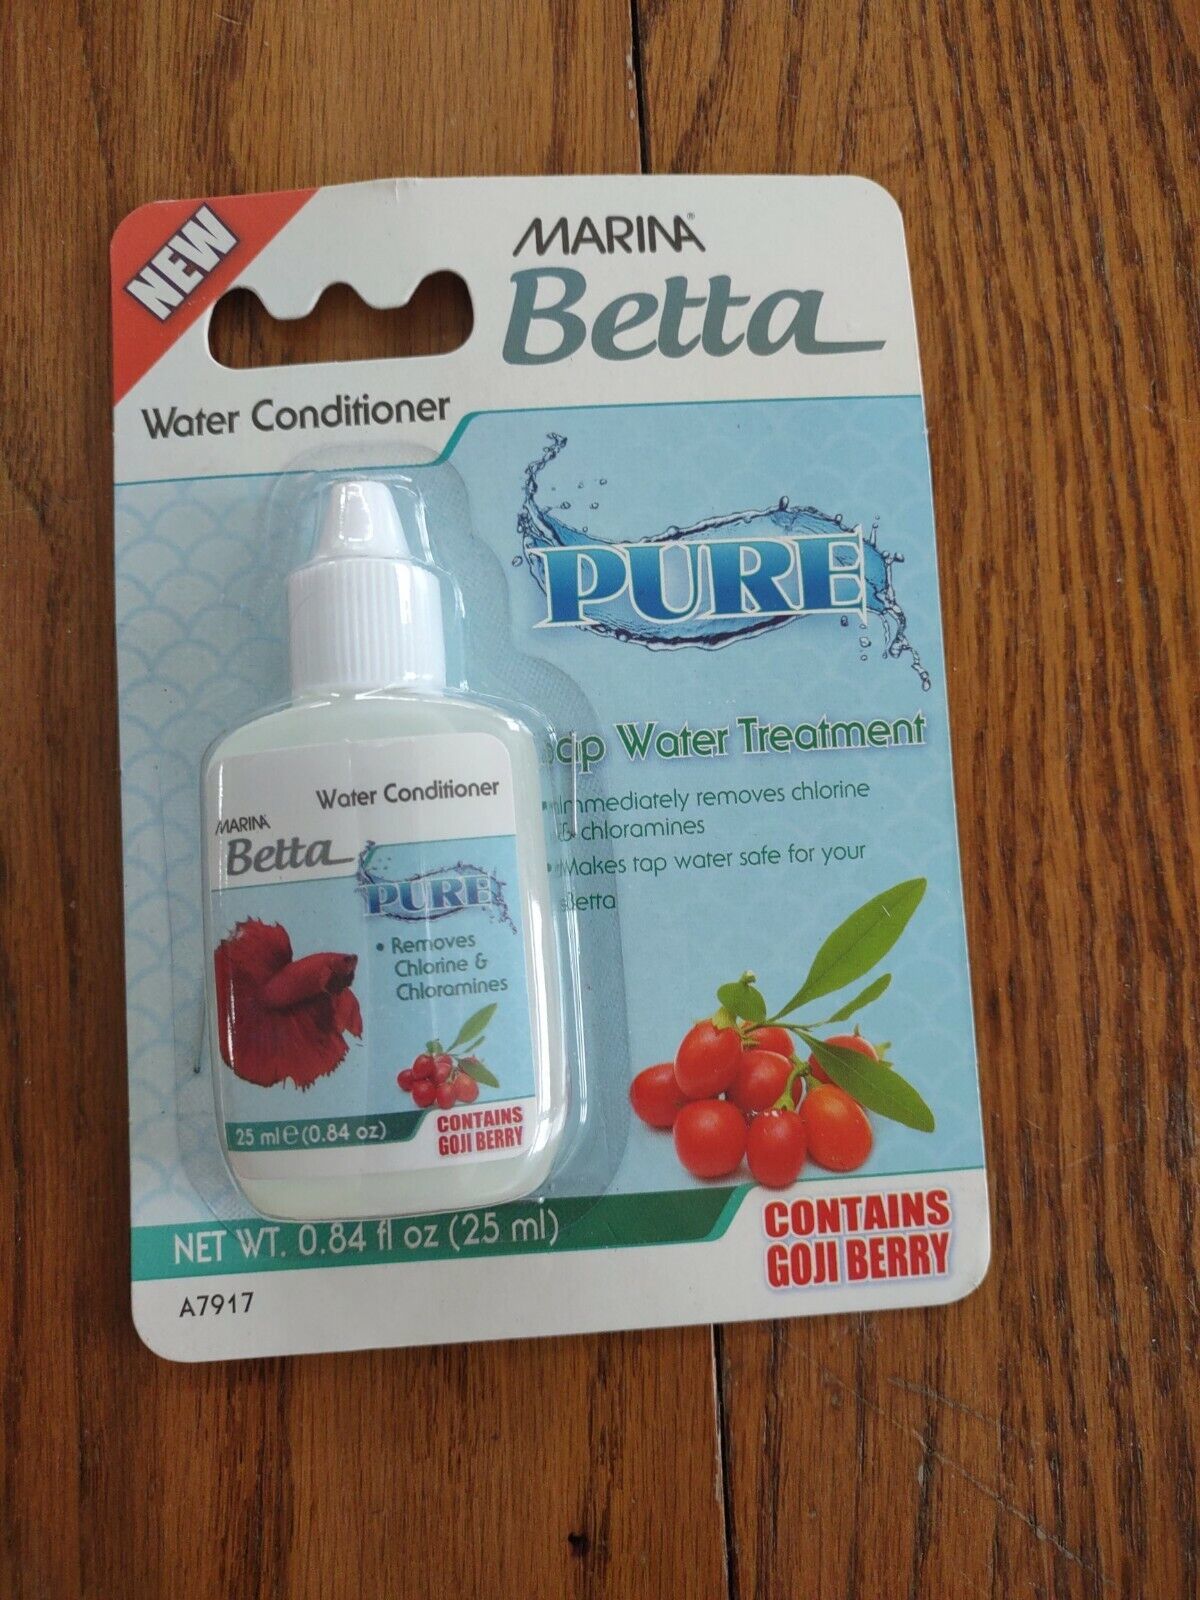 NEW
MARINA®
Betta
Water Conditioner
PURE
Water Treatment
Immediately removes chlorine
& chloramines
Makes tap water safe for your
Betta
Water Conditioner
MARINA
Betta
PURE
• Removes
Chlorine &
Chloramines
25 ml e (0.84 oz)
CONTAINS
GOJI BERRY
NET WT. 0.84 fl oz (25 ml)
CONTAINS
GOJI BERRY
A7917